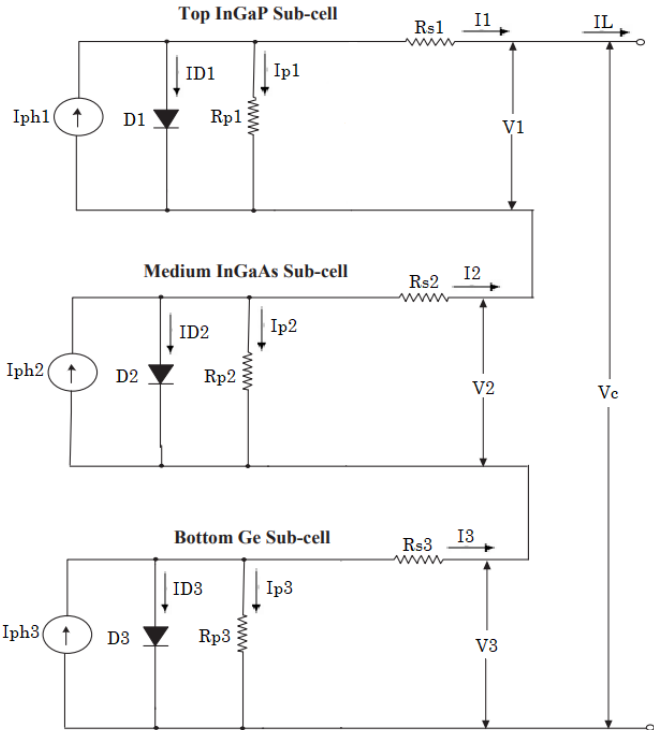 Top InGaP Sub-cell
Rs1 I1 IL
ID1 Ip1
Iph1 D1 Rp1 V1
Medium InGaAs Sub-cell
Rs2 I2
ID2 Ip2
Iph2 D2 Rp2 V2 Vc
Bottom Ge Sub-cell
Rs3 I3
ID3 Ip3
Iph3 D3 Rp3 V3